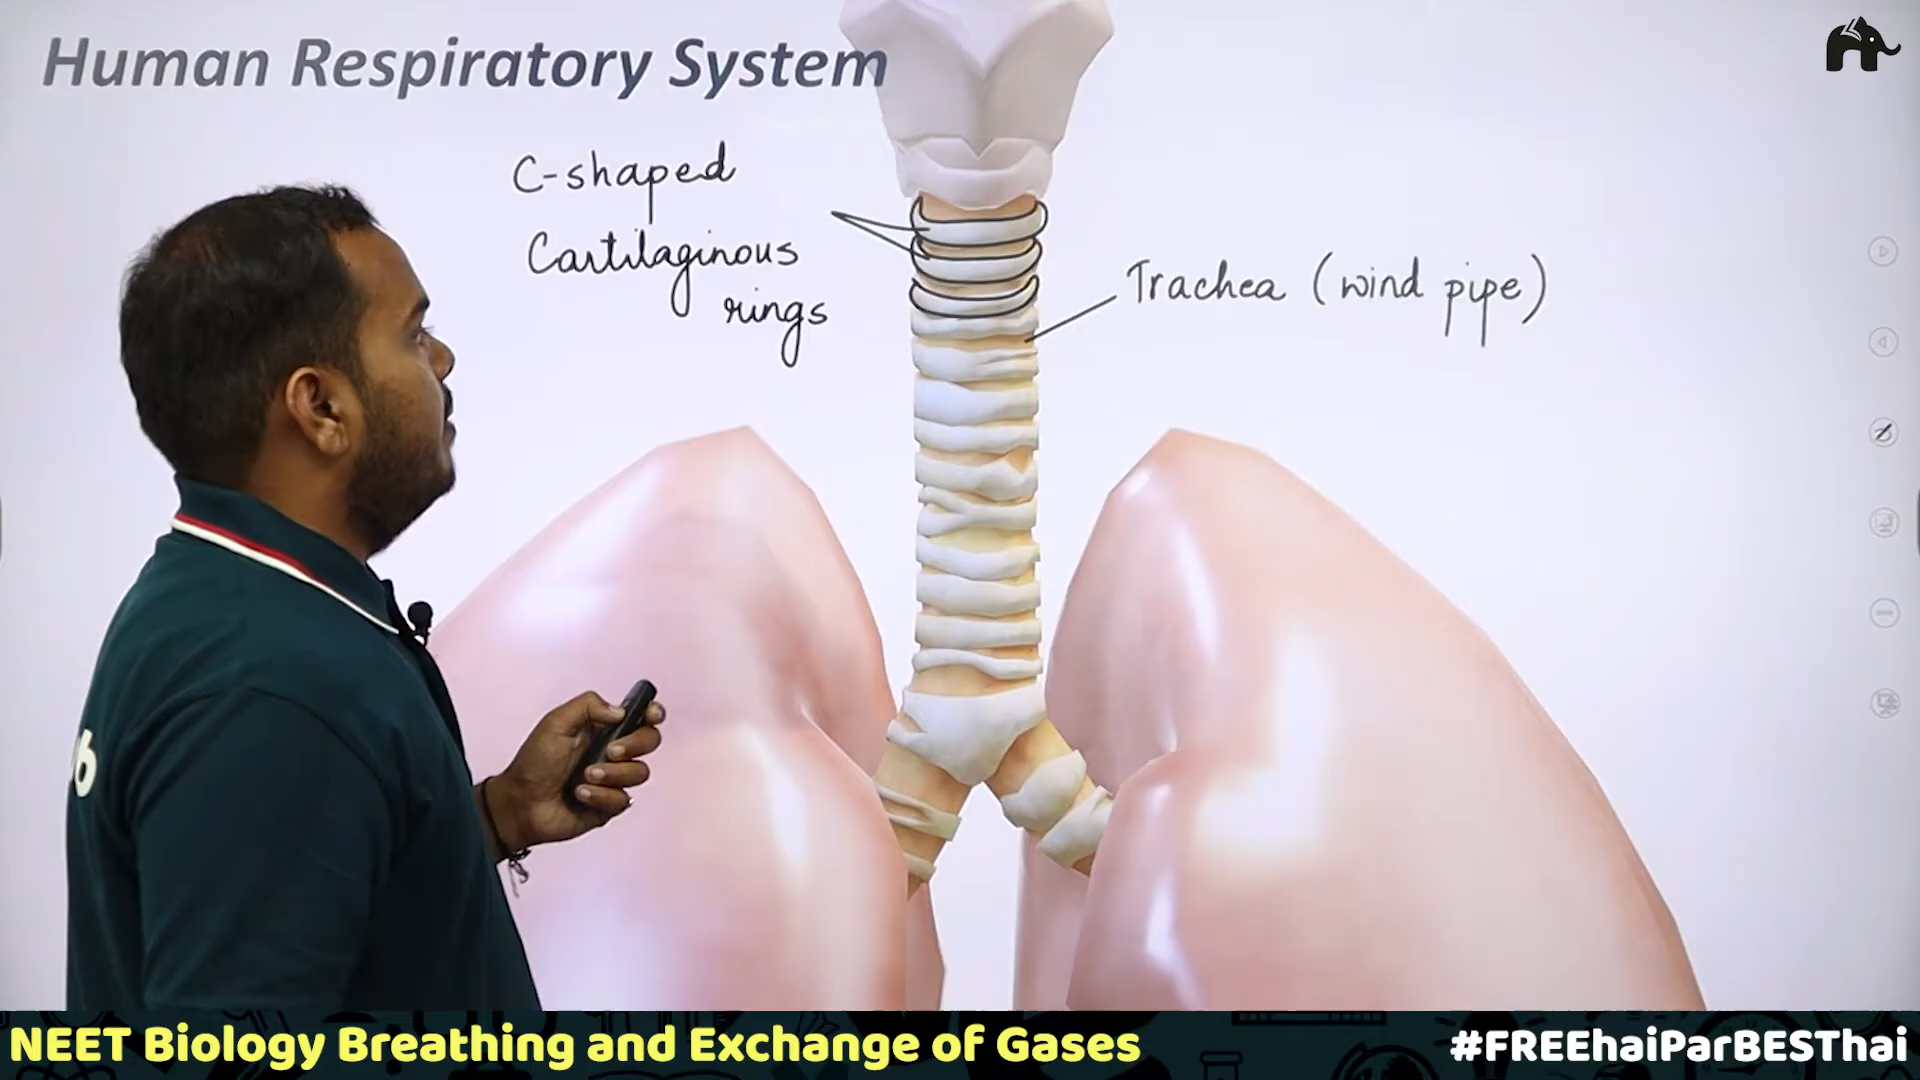 Human Respiratory System
C-shaped
Cartilaginous
rings
Trachea (wind pipe)
NEET Biology Breathing and Exchange of Gases
#FREEhaiParBESThai